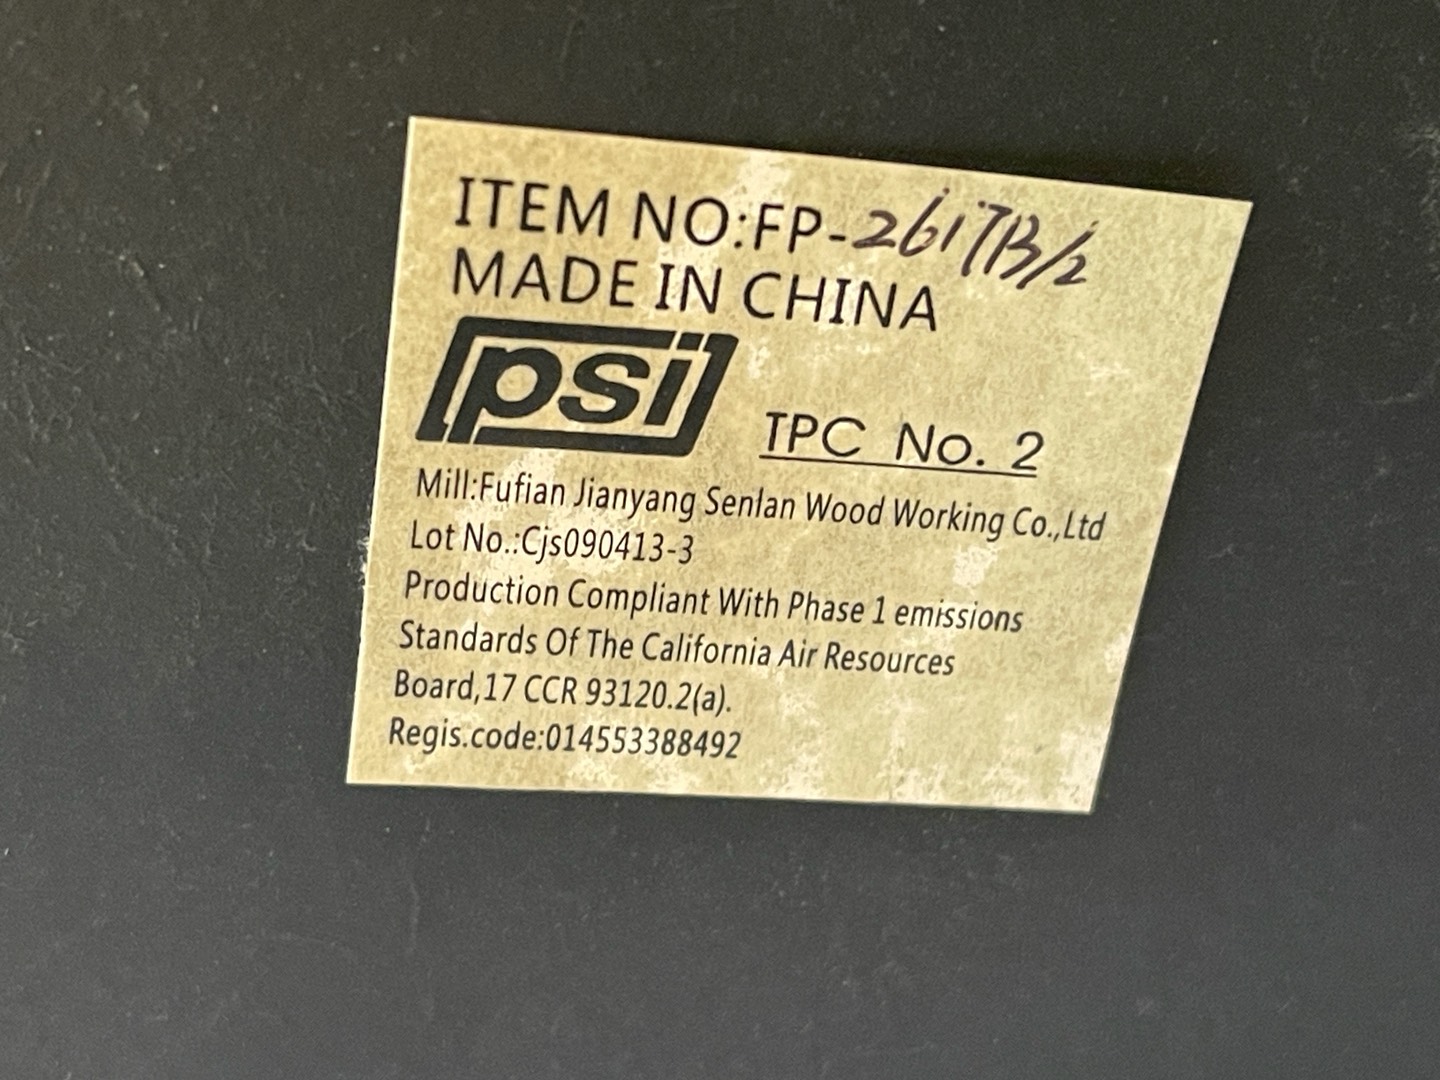 ITEM NO:FP-2617B/2
MADE IN CHINA
psi TPC No. 2
Mill:Fufian Jianyang Senlan Wood Working Co.,Ltd
Lot No.:Cjs090413-3
Production Compliant With Phase 1 emissions
Standards Of The California Air Resources
Board,17 CCR 93120.2(a).
Regis.code:014553388492